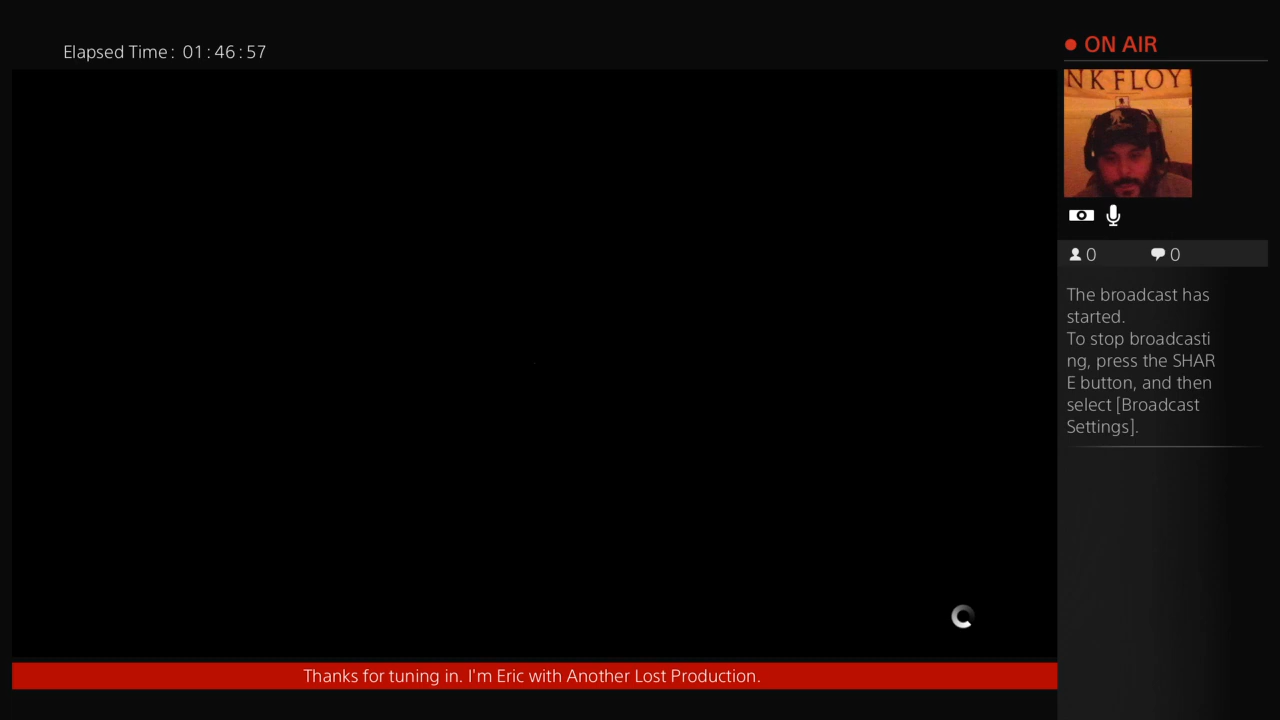 Elapsed Time: 01:46:57
ON AIR
NK FLOY
0 0
The broadcast has
started.
To stop broadcasti
ng, press the SHAR
E button, and then
select [Broadcast
Settings].
Thanks for tuning in. I'm Eric with Another Lost Production.